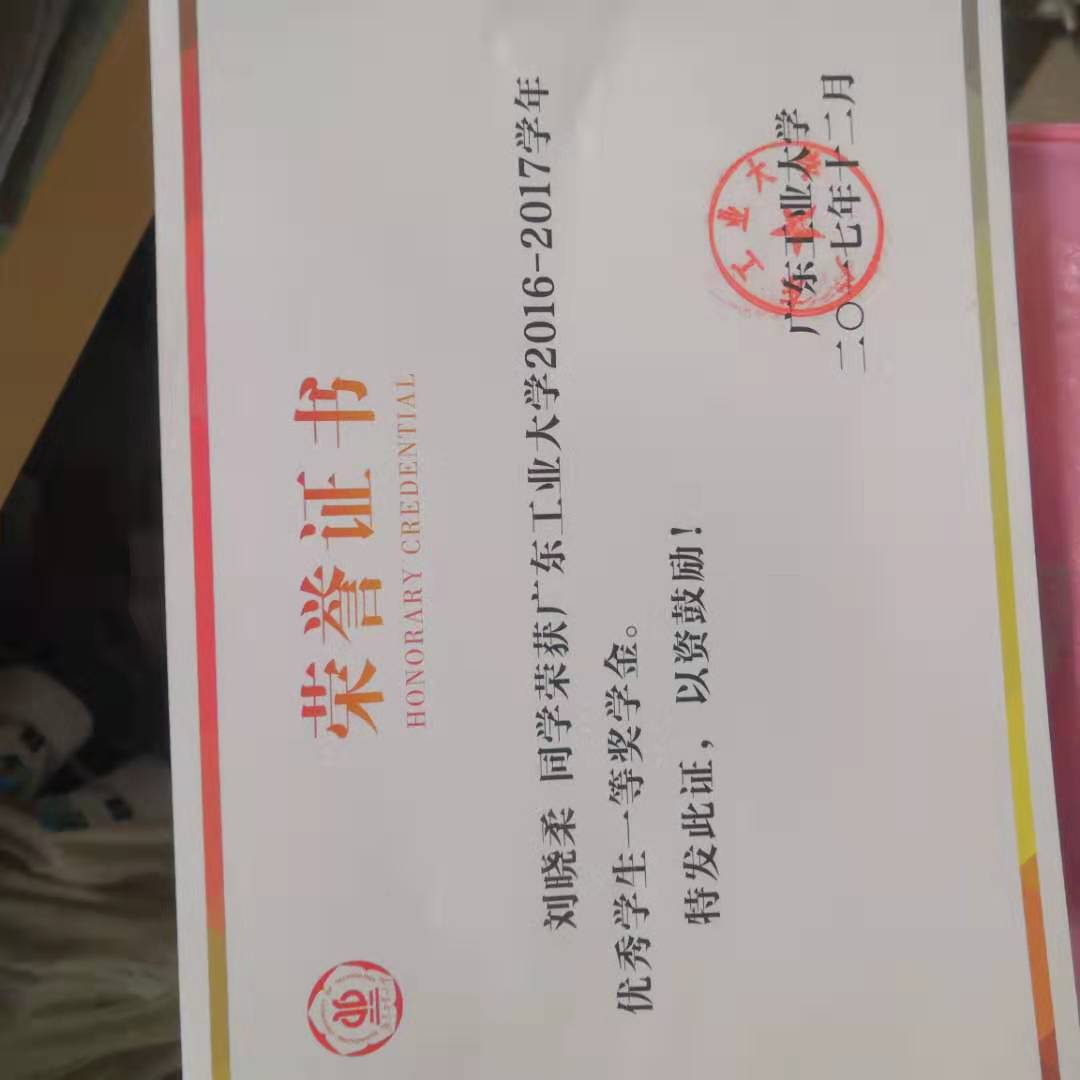 荣誉证书
HONORARY CREDENTIAL
刘晓柔 同学荣获广东工业大学2016-2017学年
优秀学生一等奖学金。
特发此证，以资鼓励！
广东工业大学
二〇一七年十二月
工业大